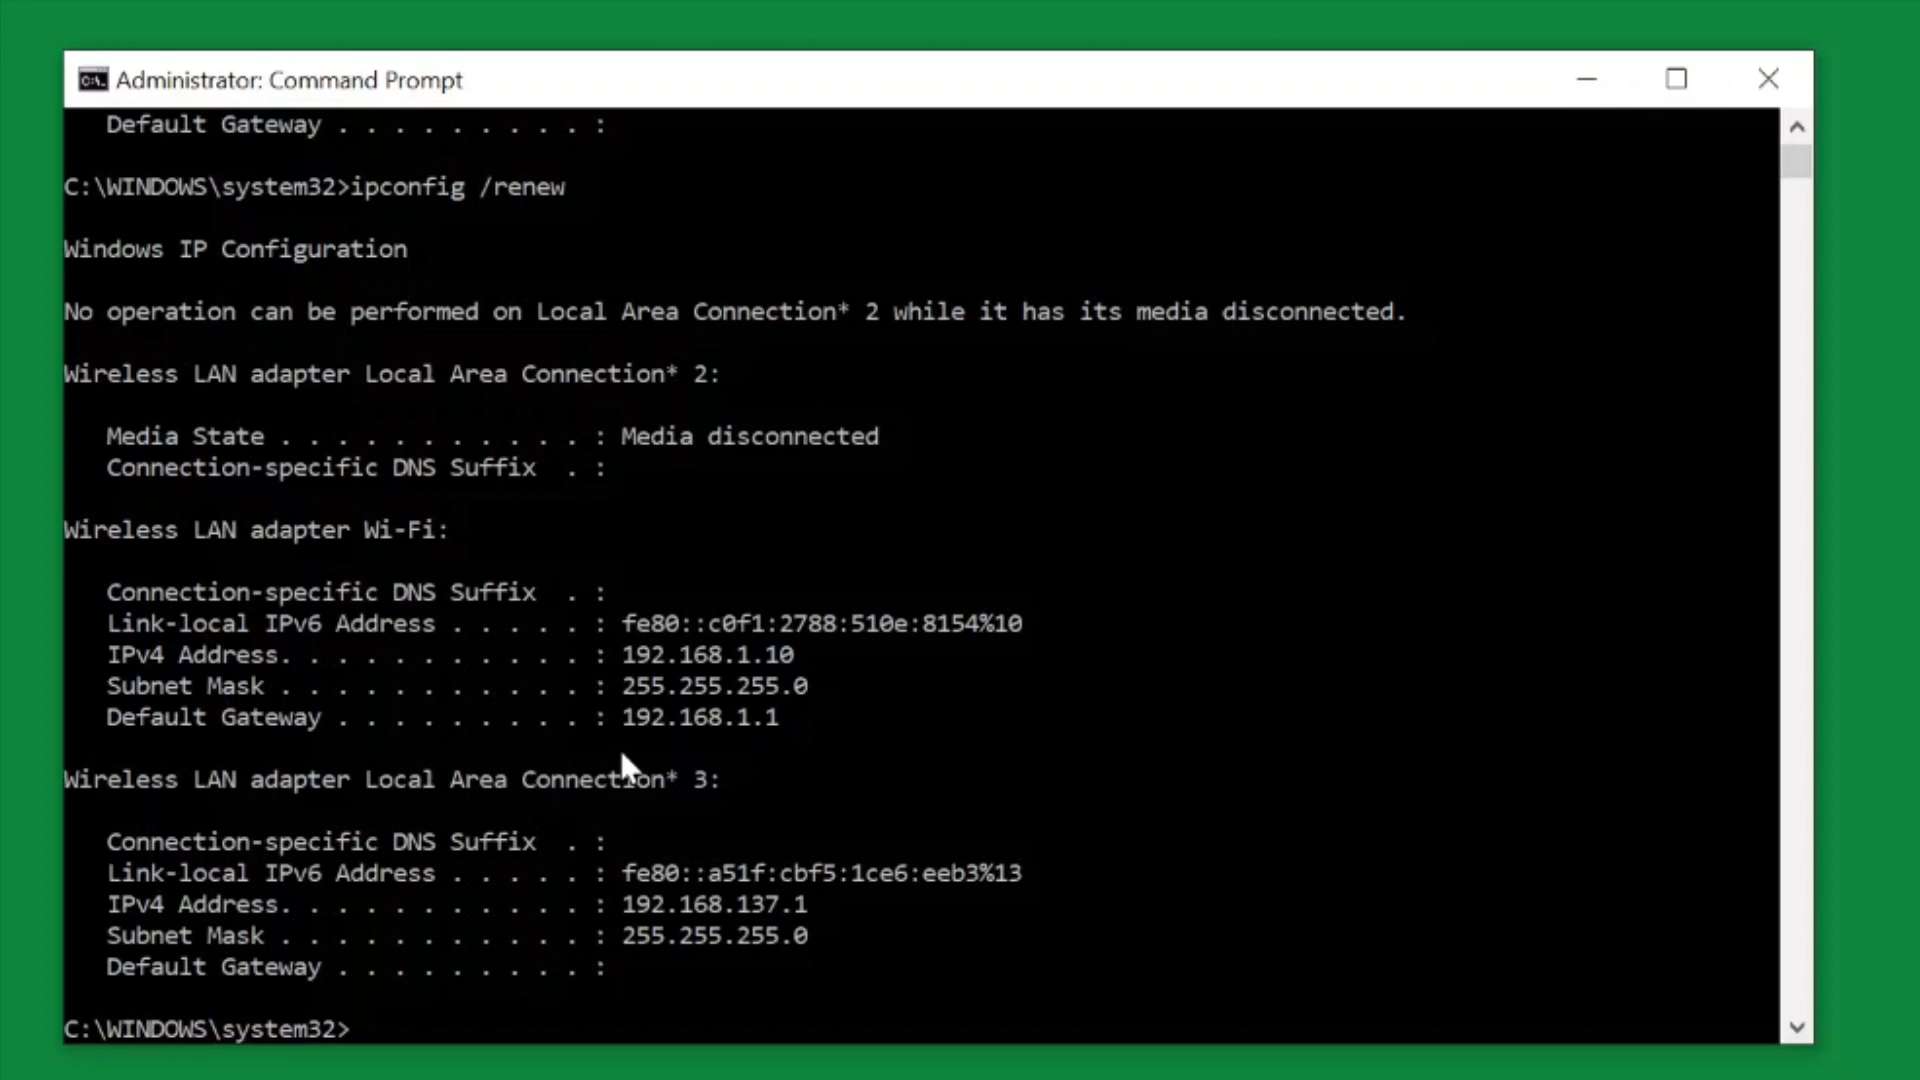 Administrator: Command Prompt
Default Gateway . . . . . . . . . :
C:\WINDOWS\system32>ipconfig /renew
Windows IP Configuration
No operation can be performed on Local Area Connection* 2 while it has its media disconnected.
Wireless LAN adapter Local Area Connection* 2:
Media State . . . . . . . . . . . : Media disconnected
Connection-specific DNS Suffix  . :
Wireless LAN adapter Wi-Fi:
Connection-specific DNS Suffix  . :
Link-local IPv6 Address . . . . . : fe80::c0f1:2788:510e:8154%10
IPv4 Address. . . . . . . . . . . : 192.168.1.10
Subnet Mask . . . . . . . . . . . : 255.255.255.0
Default Gateway . . . . . . . . . : 192.168.1.1
Wireless LAN adapter Local Area Connection* 3:
Connection-specific DNS Suffix  . :
Link-local IPv6 Address . . . . . : fe80::a51f:cbf5:1ce6:eeb3%13
IPv4 Address. . . . . . . . . . . : 192.168.137.1
Subnet Mask . . . . . . . . . . . : 255.255.255.0
Default Gateway . . . . . . . . . :
C:\WINDOWS\system32>